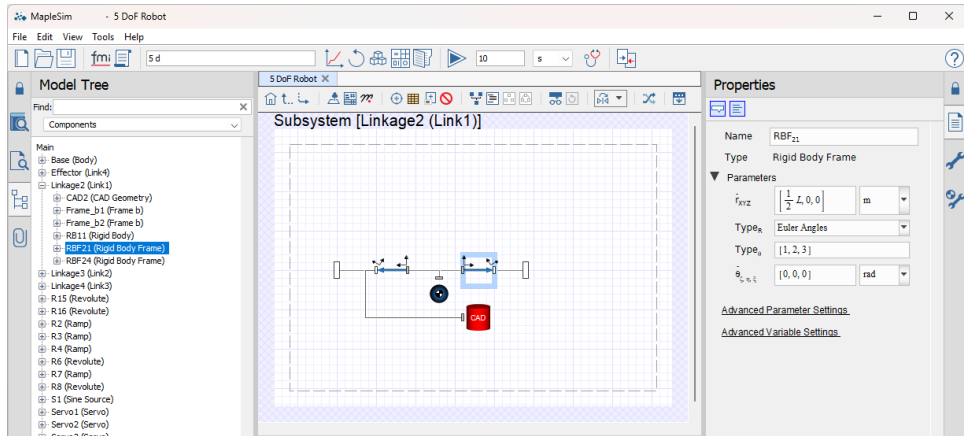 MapleSim - 5 DoF Robot
File Edit View Tools Help
fmi 5 d 10 s
Model Tree
Find:
Components
Main
Base (Body)
Effector (Link4)
Linkage2 (Link1)
CAD2 (CAD Geometry)
Frame_b1 (Frame b)
Frame_b2 (Frame b)
RB11 (Rigid Body)
RBF21 (Rigid Body Frame)
RBF24 (Rigid Body Frame)
Linkage3 (Link2)
Linkage4 (Link3)
R15 (Revolute)
R16 (Revolute)
R2 (Ramp)
R3 (Ramp)
R4 (Ramp)
R6 (Revolute)
R7 (Ramp)
R8 (Revolute)
S1 (Sine Source)
Servo1 (Servo)
Servo2 (Servo)
5 DoF Robot
Subsystem [Linkage2 (Link1)]
CAD
Properties
Name RBF₂₁
Type Rigid Body Frame
Parameters
r̂XYZ [1/2 L, 0, 0] m
TypeR Euler Angles
Typeθ [1, 2, 3]
[0, 0, 0] rad
Advanced Parameter Settings
Advanced Variable Settings